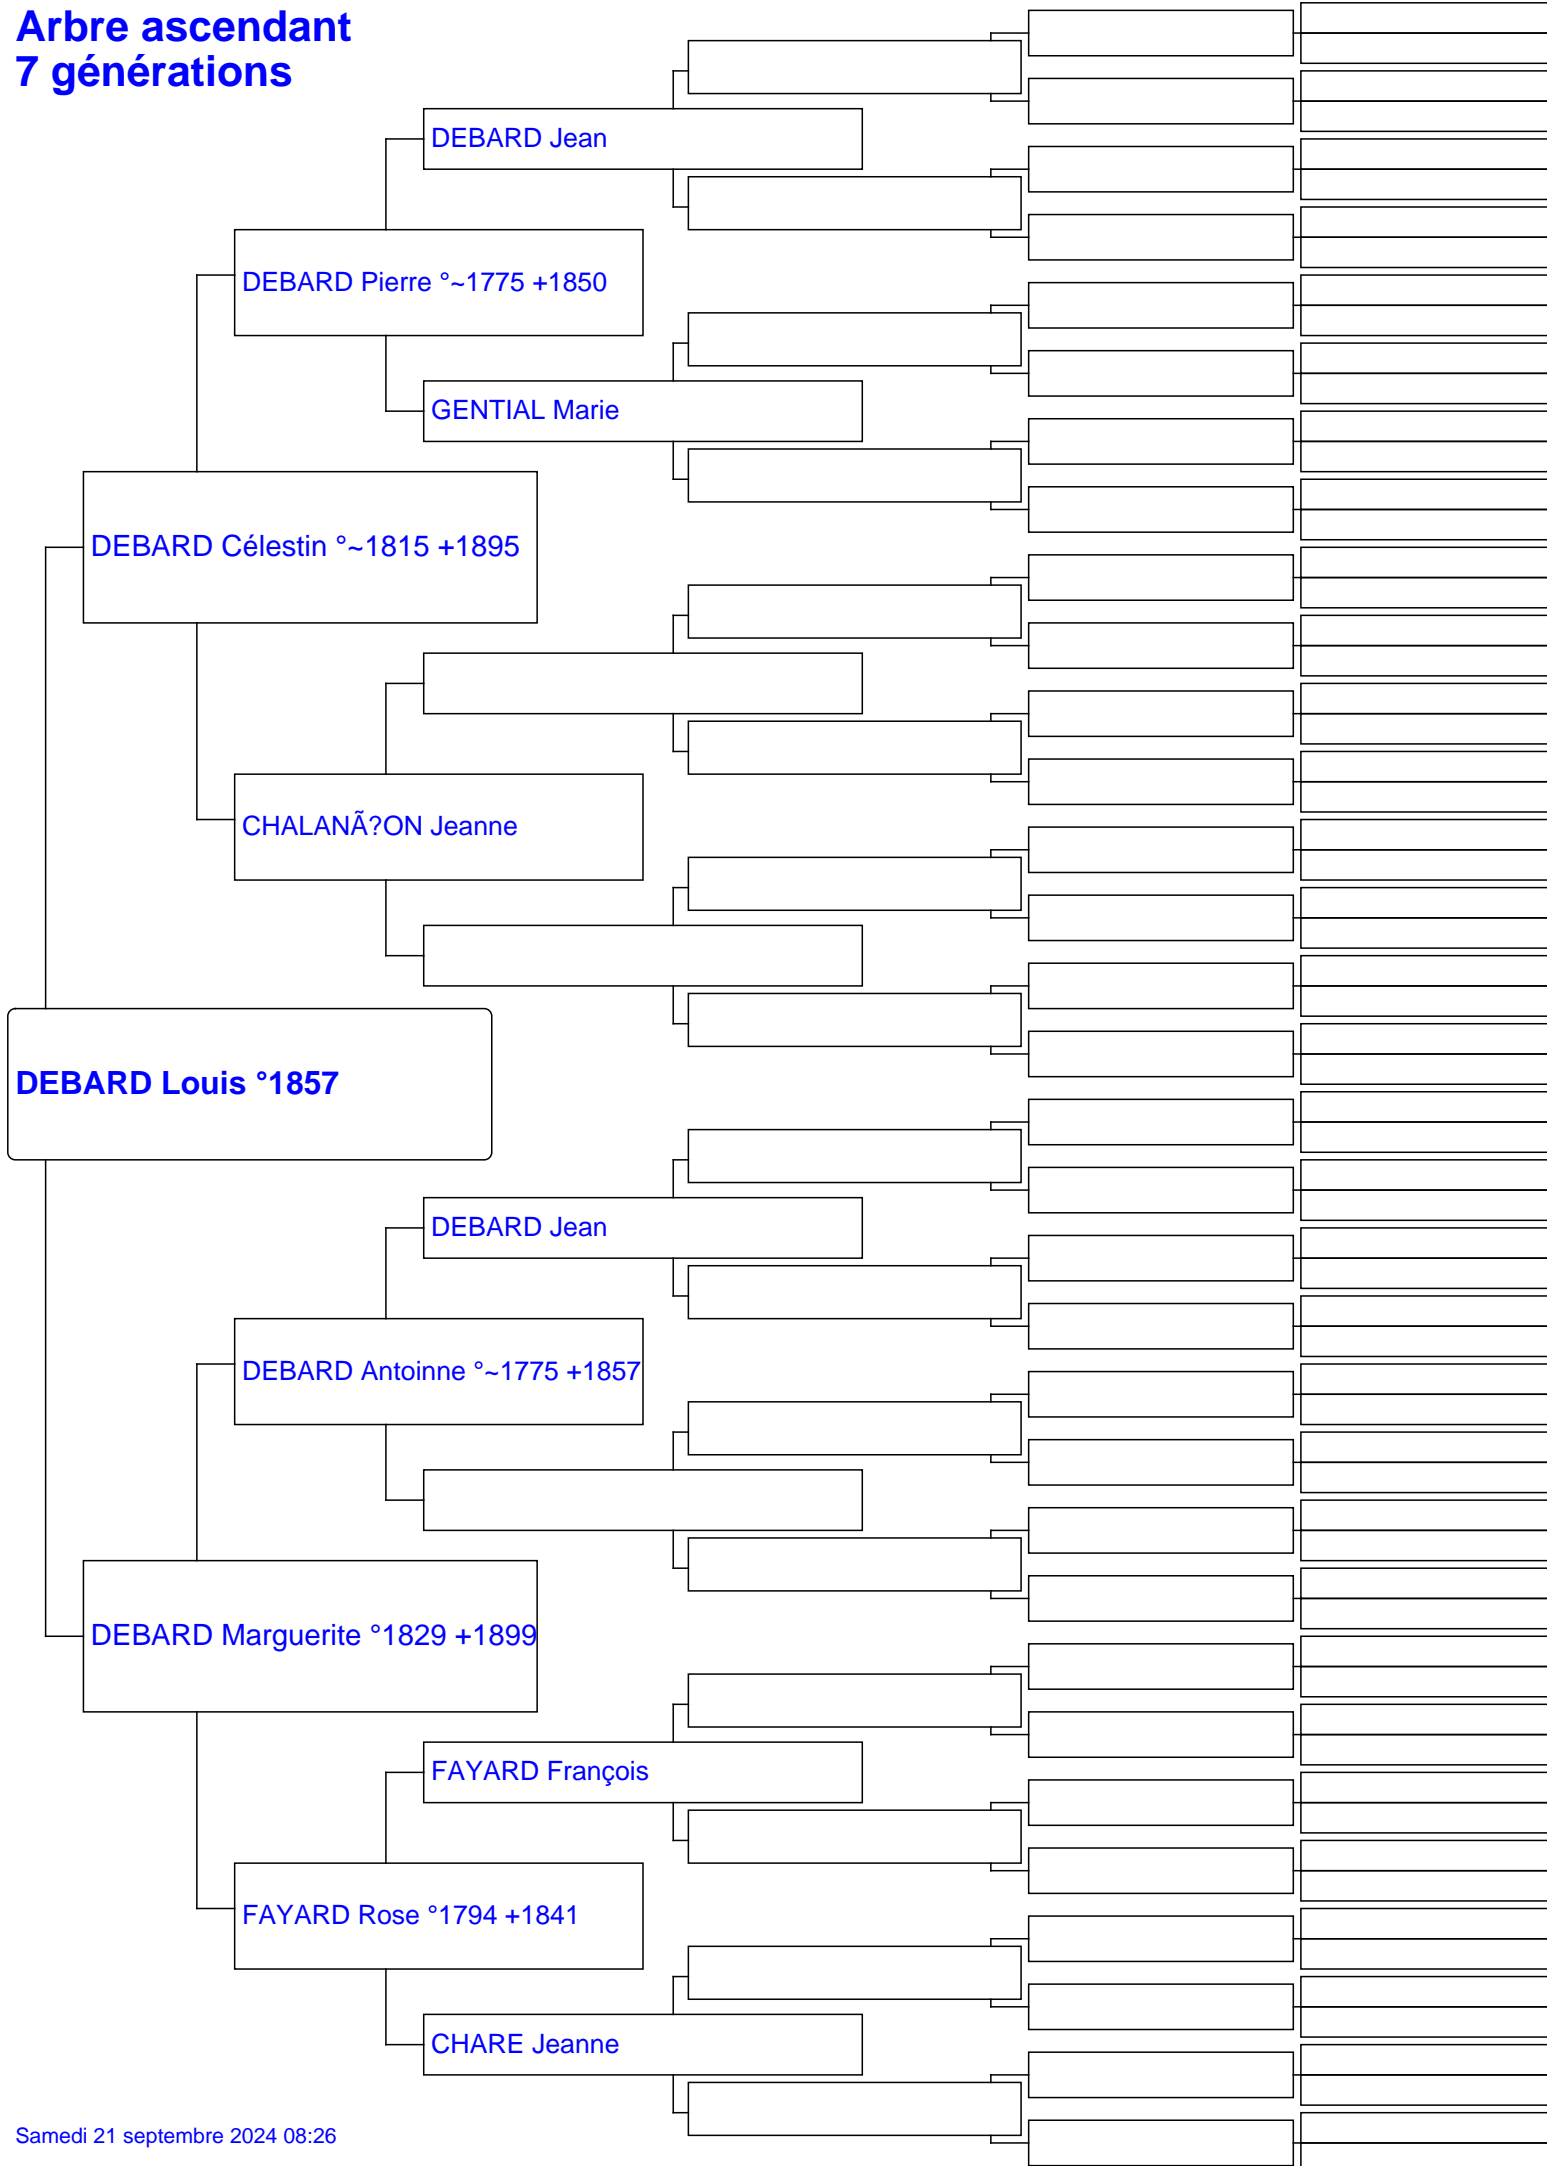 Arbre ascendant
7 générations
DEBARD Jean
DEBARD Pierre °~1775 +1850
GENTIAL Marie
DEBARD Célestin °~1815 +1895
CHALANÃ?ON Jeanne
DEBARD Louis °1857
DEBARD Jean
DEBARD Antoinne °~1775 +1857
DEBARD Marguerite °1829 +1899
FAYARD François
FAYARD Rose °1794 +1841
CHARE Jeanne
Samedi 21 septembre 2024 08:26